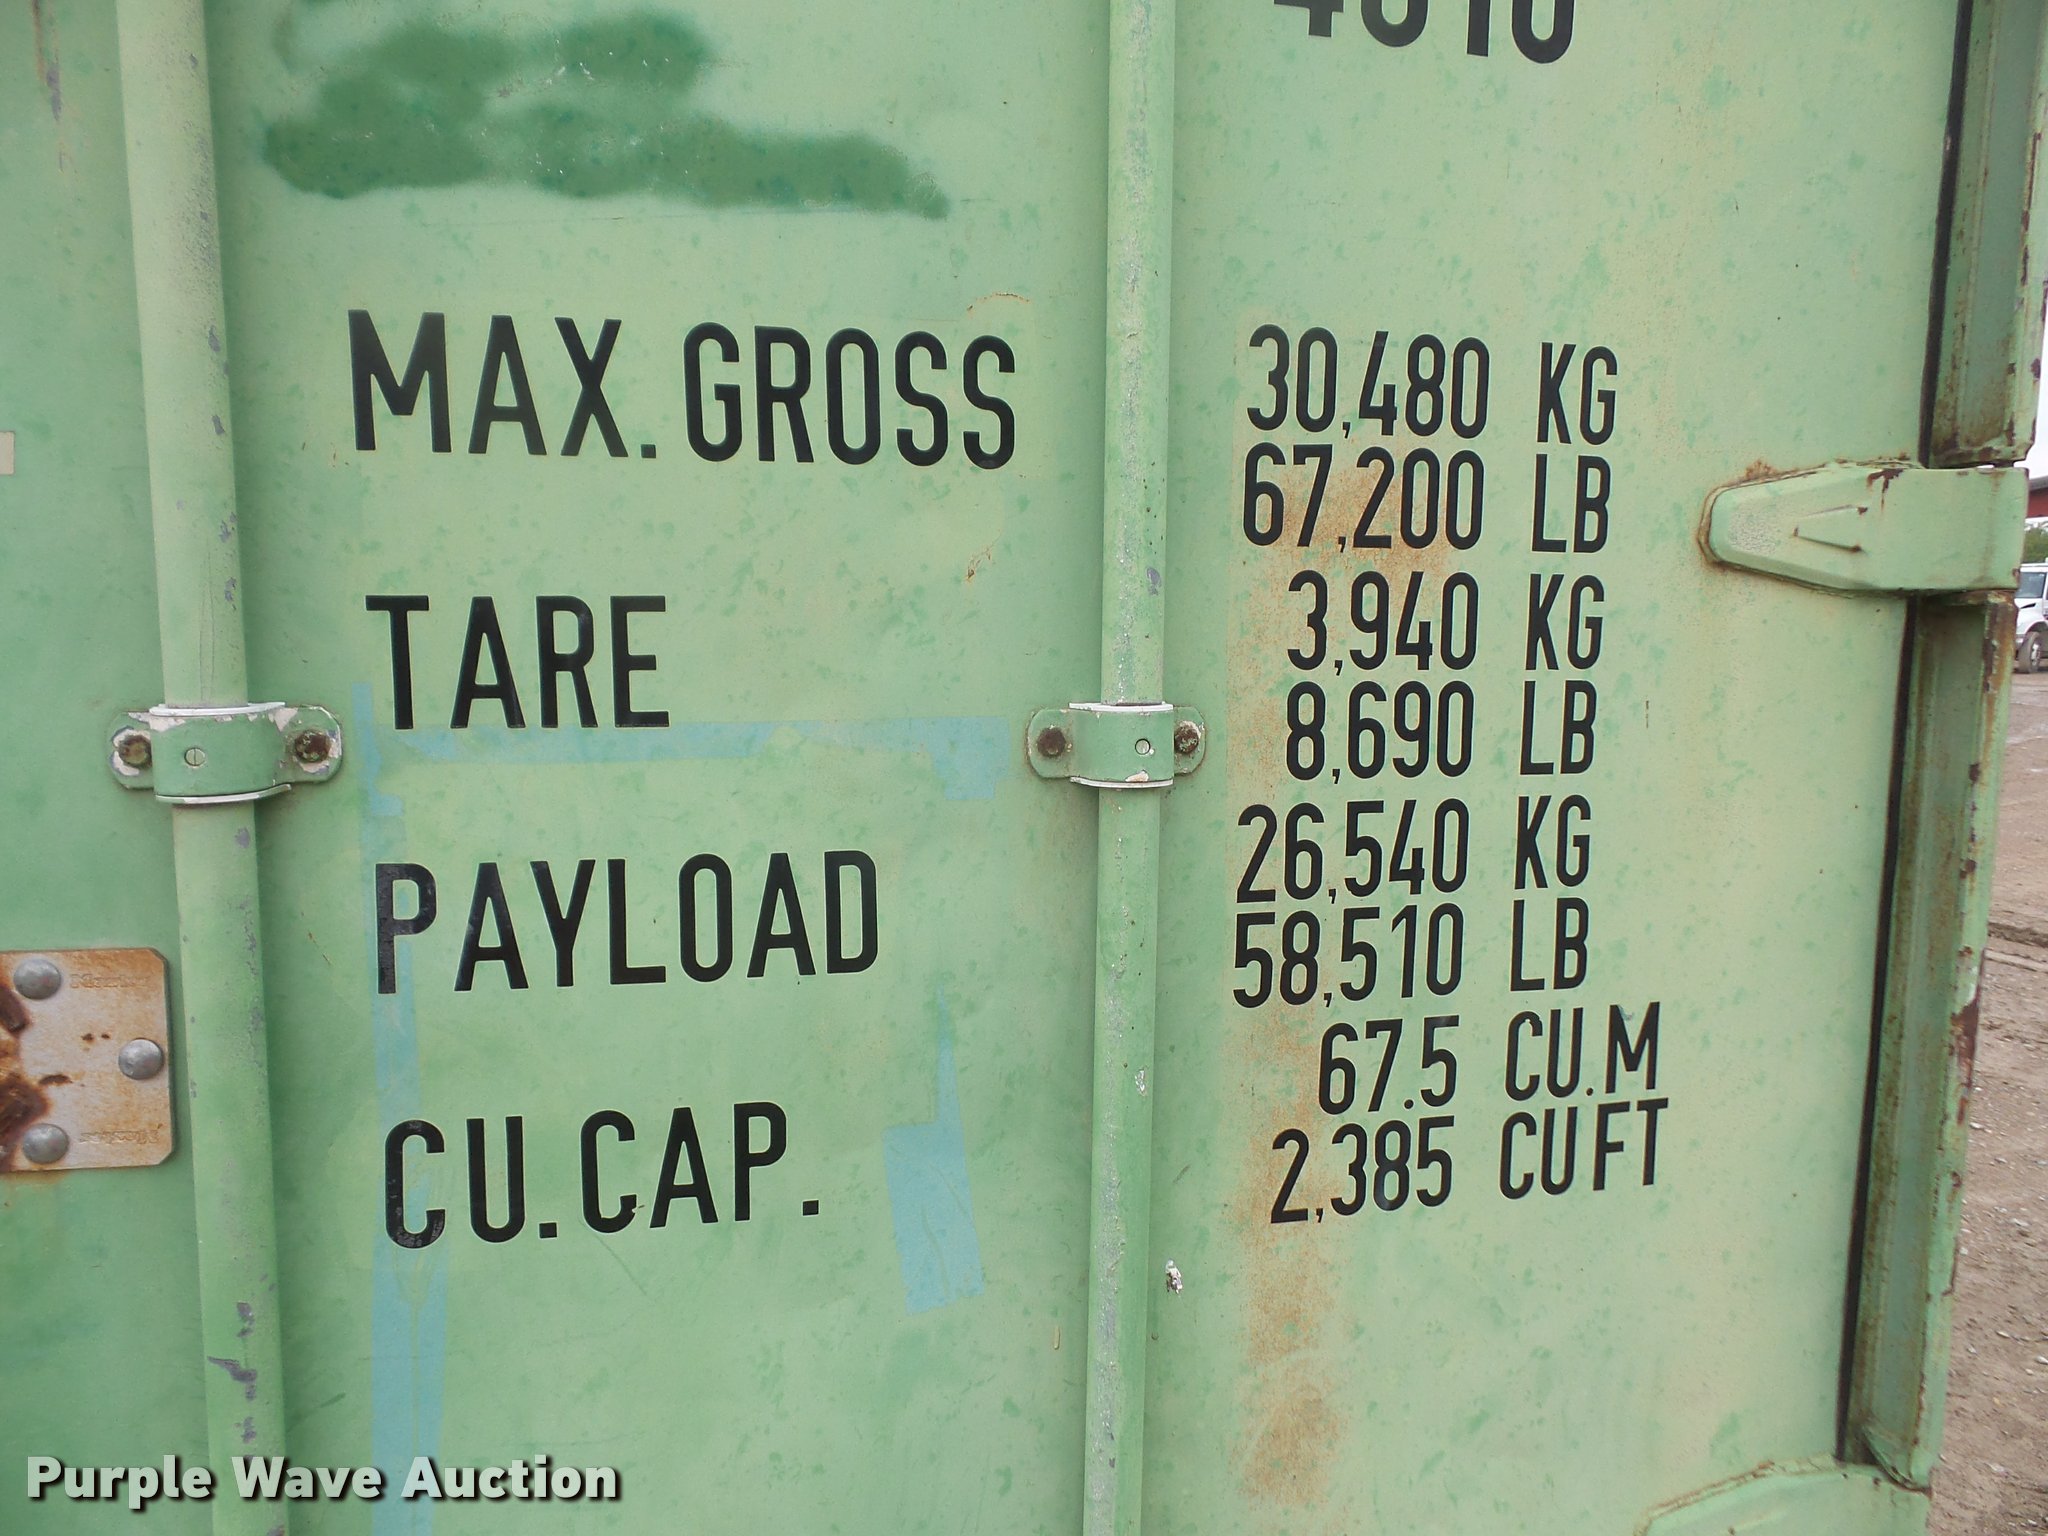 MAX.GROSS 30,480 KG
67,200 LB
TARE 3,940 KG
8,690 LB
PAYLOAD 26,540 KG
58,510 LB
CU.CAP. 67.5 CU.M
2,385 CU FT
Purple Wave Auction